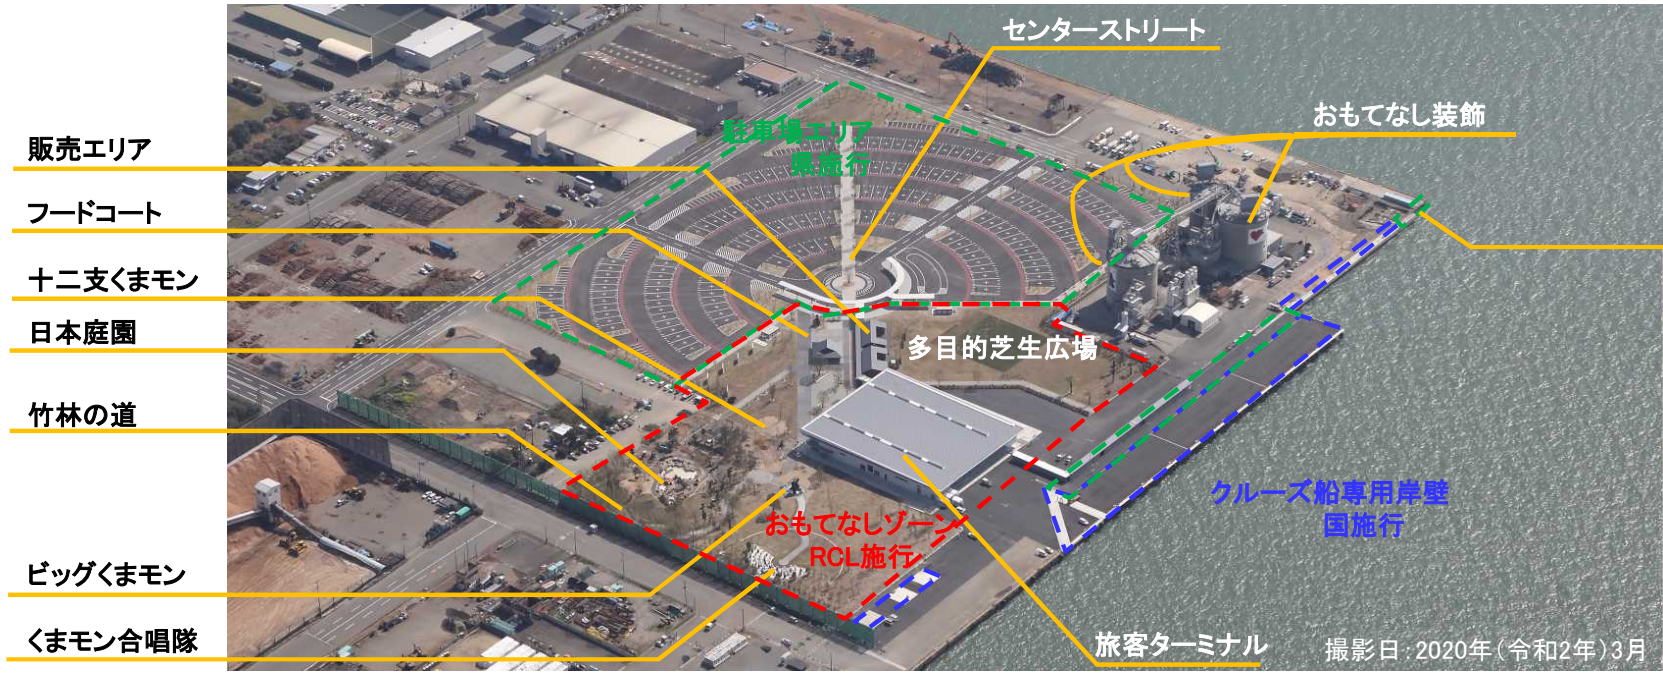 センターストリート
おもてなし装飾
駐車場エリア
県施行
販売エリア
フードコート
十二支くまモン
日本庭園
多目的芝生広場
竹林の道
クルーズ船専用岸壁
国施行
おもてなしゾーン
RCL施行
ビッグくまモン
くまモン合唱隊
旅客ターミナル
撮影日：2020年（令和2年）3月